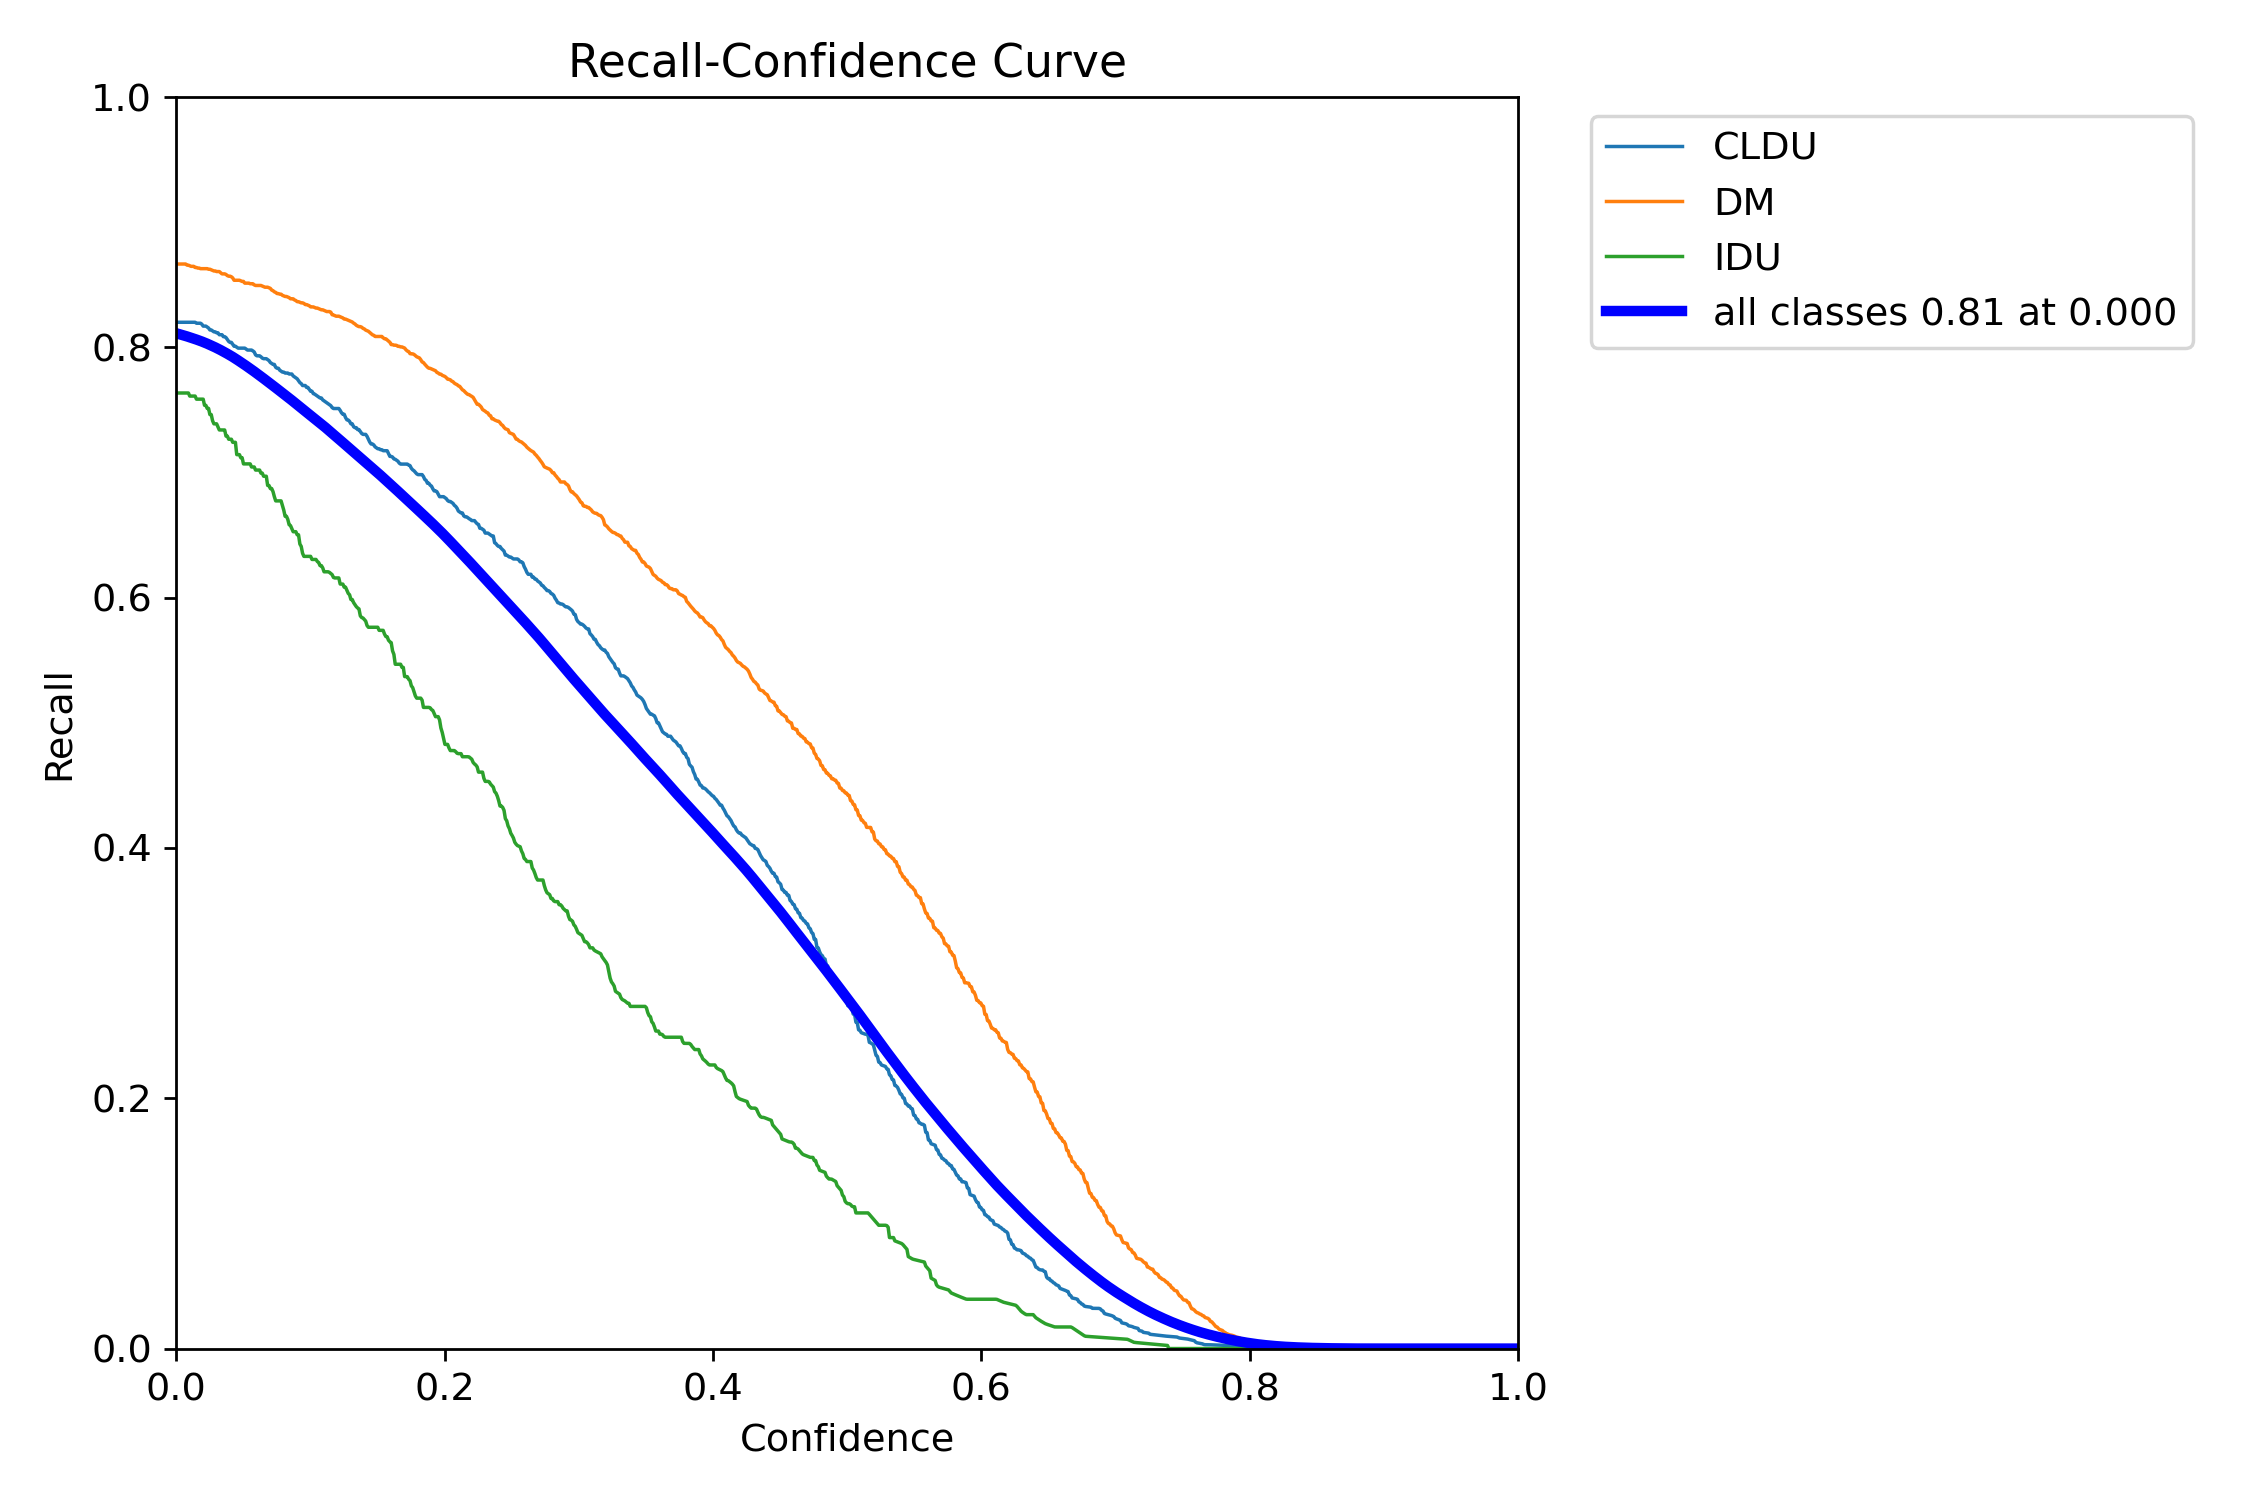 Recall-Confidence Curve
1.0
0.8
0.6
0.4
0.2
0.0
Recall
0.0 0.2 0.4 0.6 0.8 1.0
Confidence
CLDU
DM
IDU
all classes 0.81 at 0.000